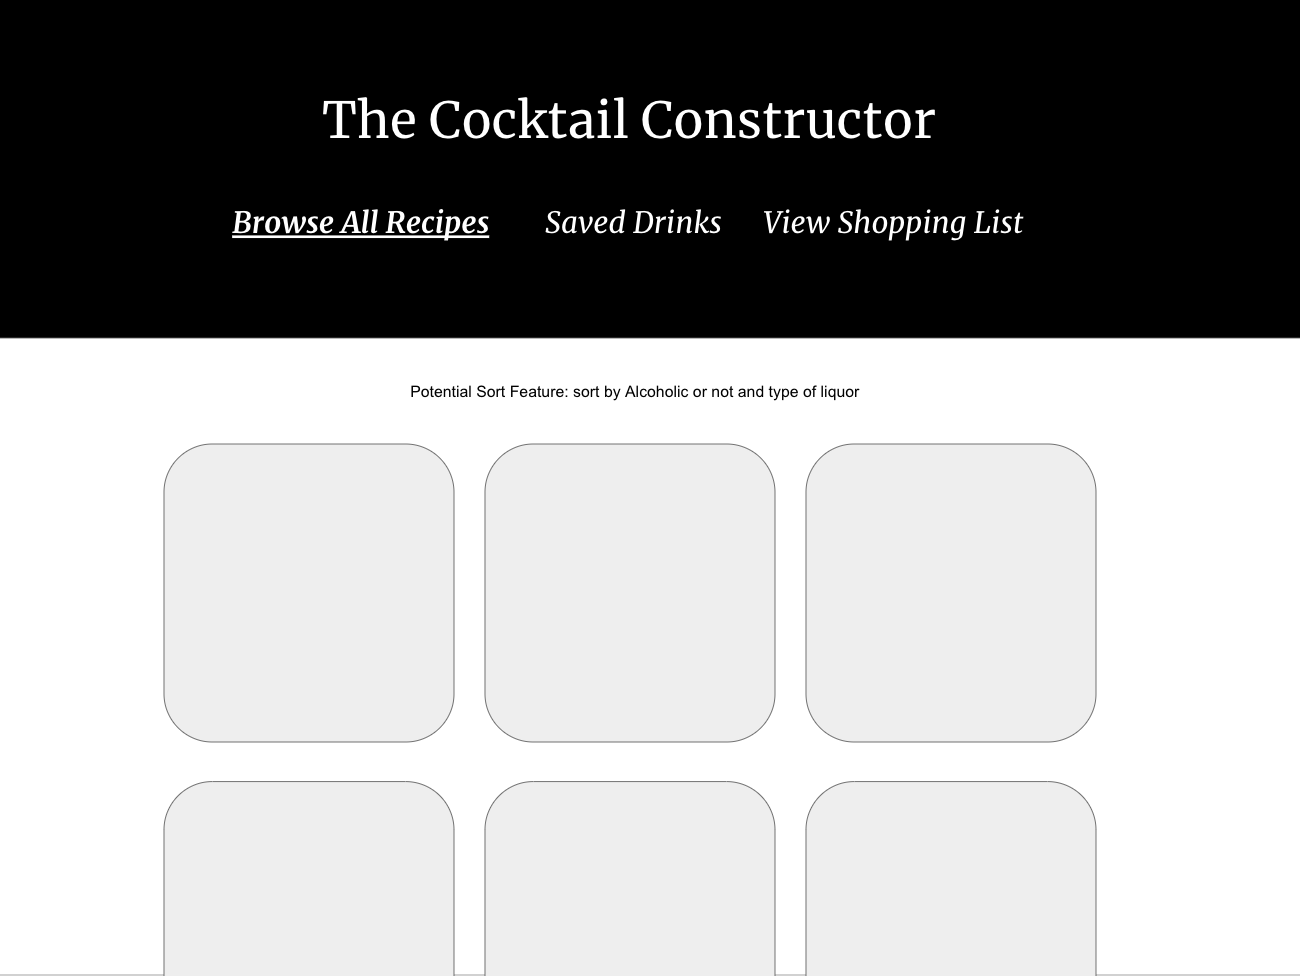 The Cocktail Constructor
Browse All Recipes Saved Drinks View Shopping List
Potential Sort Feature: sort by Alcoholic or not and type of liquor